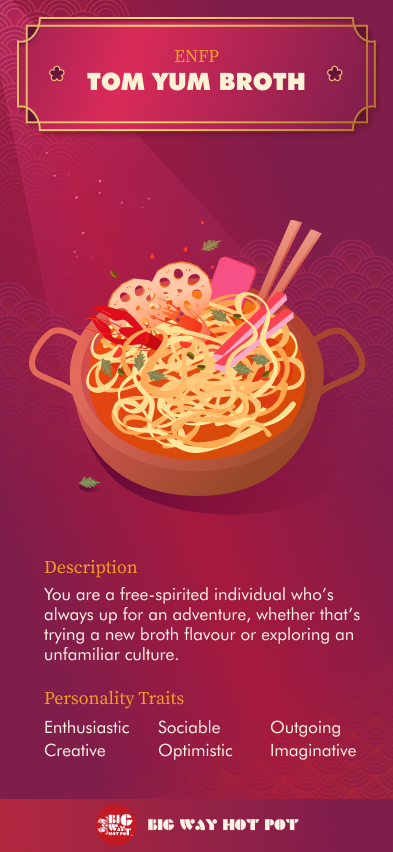 ENFP
TOM YUM BROTH
Description
You are a free-spirited individual who's
always up for an adventure, whether that's
trying a new broth flavour or exploring an
unfamiliar culture.
Personality Traits
Enthusiastic Sociable Outgoing
Creative Optimistic Imaginative
BIG WAY HOT POT BIG WAY HOT POT